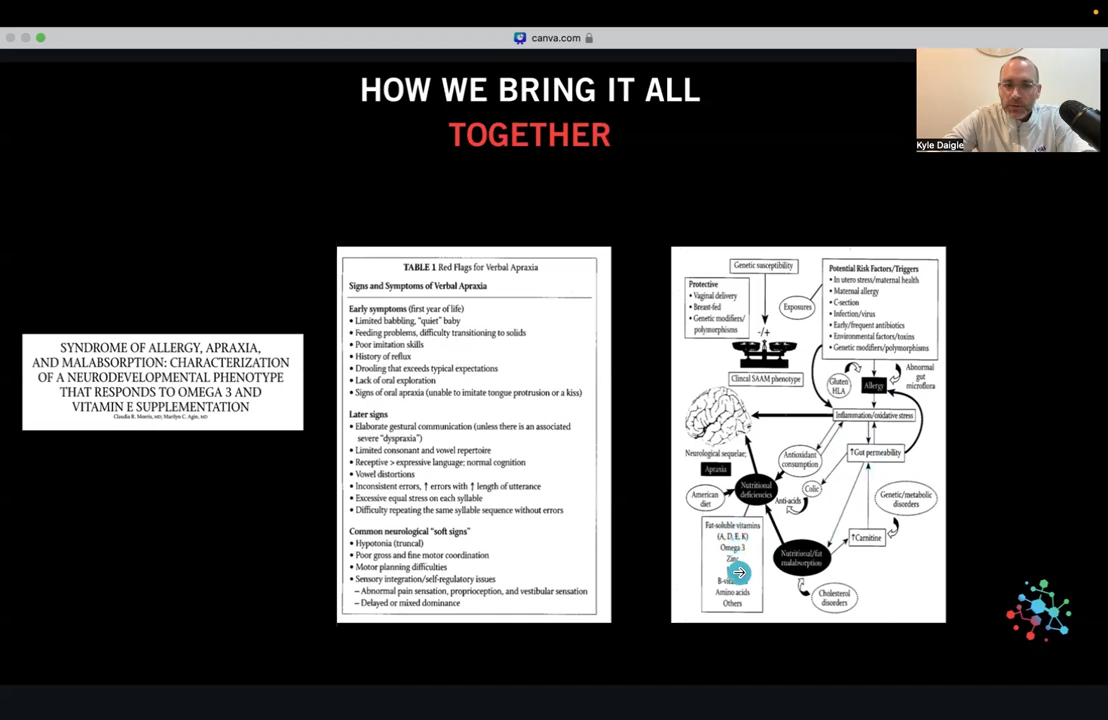 canva.com
HOW WE BRING IT ALL
TOGETHER
Kyle Daigle
SYNDROME OF ALLERGY, APRAXIA,
AND MALABSORPTION: CHARACTERIZATION
OF A NEURODEVELOPMENTAL PHENOTYPE
THAT RESPONDS TO OMEGA 3 AND
VITAMIN E SUPPLEMENTATION
Claudia R. Morris, MD; Marilyn C. Agin, MD
TABLE 1 Red Flags for Verbal Apraxia
Signs and Symptoms of Verbal Apraxia
Early symptoms (first year of life)
• Limited babbling, "quiet" baby
• Feeding problems, difficulty transitioning to solids
• Poor imitation skills
• History of reflux
• Drooling that exceeds typical expectations
• Lack of oral exploration
• Signs of oral apraxia (unable to imitate tongue protrusion or a kiss)
Later signs
• Elaborate gestural communication (unless there is an associated
severe "dyspraxia")
• Limited consonant and vowel repertoire
• Receptive > expressive language; normal cognition
• Vowel distortions
• Inconsistent errors, ↑ errors with ↑ length of utterance
• Excessive equal stress on each syllable
• Difficulty repeating the same syllable sequence without errors
Common neurological "soft signs"
• Hypotonia (truncal)
• Poor gross and fine motor coordination
• Motor planning difficulties
• Sensory integration/self-regulatory issues
– Abnormal pain sensation, proprioception, and vestibular sensation
– Delayed or mixed dominance
Genetic susceptibility
Protective
• Vaginal delivery
• Breast-fed
• Genetic modifiers/
polymorphisms
Exposures
Potential Risk Factors/Triggers
• In utero stress/maternal health
• Maternal allergy
• C-section
• Infection/virus
• Early/frequent antibiotics
• Environmental factors/toxins
• Genetic modifiers/polymorphisms
-/+
Clincal SAAM phenotype
Gluten
HLA
Allergy
Abnormal
gut
microflora
Inflammation/oxidative stress
Neurological sequelae;
Apraxia
Antioxidant
consumption
↑Gut permeability
Nutritional
deficiencies
American
diet
Colic
Anti-acids
Genetic/metabolic
disorders
Fat-soluble vitamins
(A, D, E, K)
Omega 3
Amino acids
Others
Nutritional/fat
malabsorption
↑Carnitine
Cholesterol
disorders